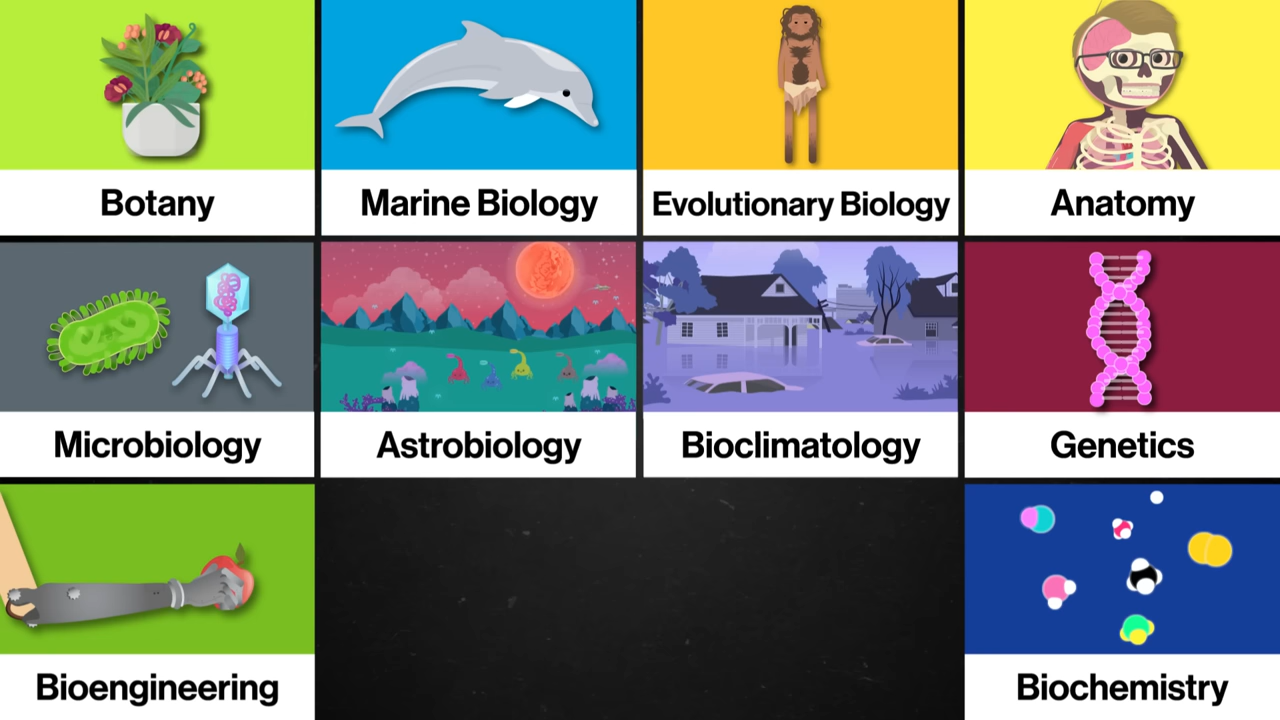 Botany
Marine Biology
Evolutionary Biology
Anatomy
Microbiology
Astrobiology
Bioclimatology
Genetics
Bioengineering
Biochemistry